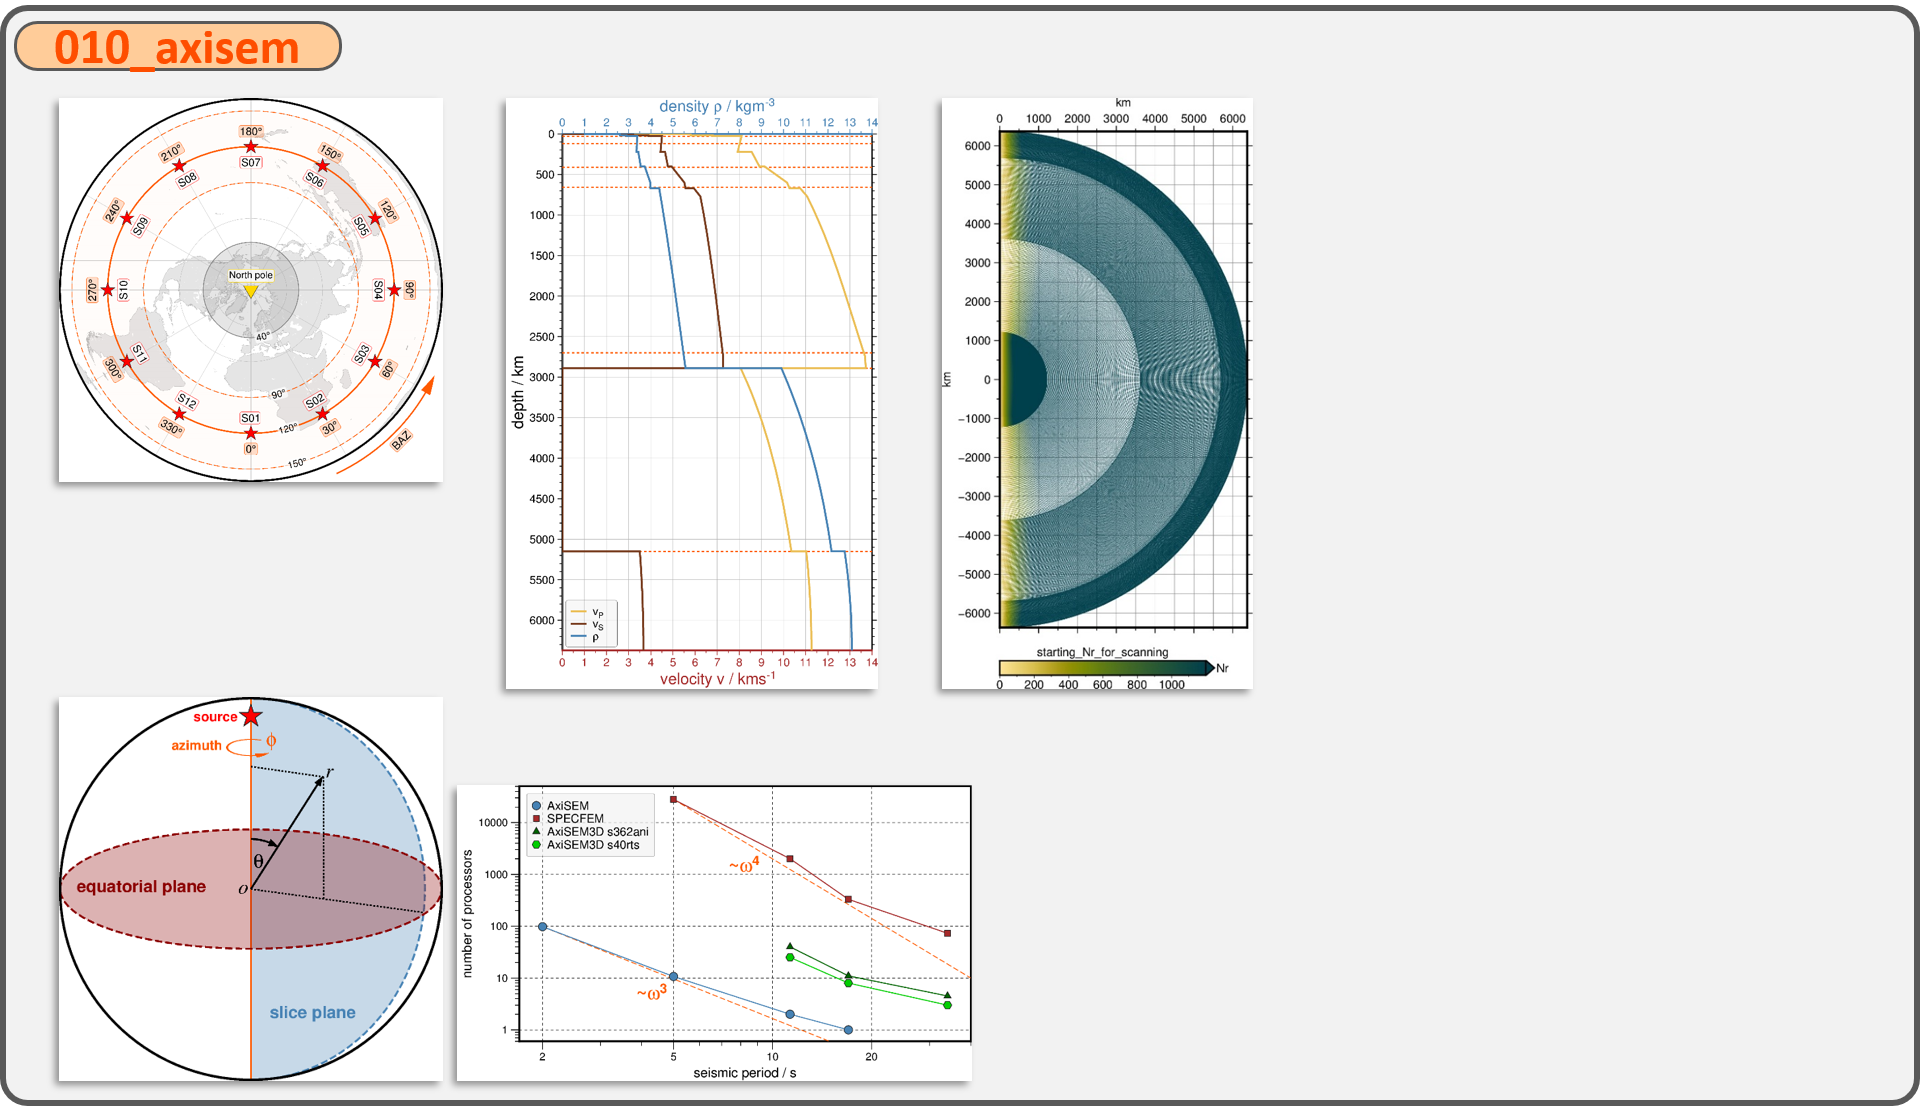 010_axisem
180°
S07
210°
S08
150°
S06
240°
S09
120°
S05
North pole
270°
S10
S04
90°
40°
300°
S11
S03
60°
90°
S12
S02
330°
S01
120°
30°
0°
150°
BAZ
density ρ / kgm-3
0 1 2 3 4 5 6 7 8 9 10 11 12 13 14
0
500
1000
1500
2000
2500
3000
3500
4000
4500
5000
5500
6000
depth / km
vP
vS
ρ
0 1 2 3 4 5 6 7 8 9 10 11 12 13 14
velocity v / kms-1
km
0 1000 2000 3000 4000 5000 6000
6000
5000
4000
3000
2000
1000
0
−1000
−2000
−3000
−4000
−5000
−6000
km
starting_Nr_for_scanning
Nr
0 200 400 600 800 1000
source
azimuth ϕ
r
θ
o
equatorial plane
slice plane
AxiSEM
SPECFEM
AxiSEM3D s362ani
AxiSEM3D s40rts
~ω4
~ω3
10000
1000
100
10
1
number of processors
2 5 10 20
seismic period / s